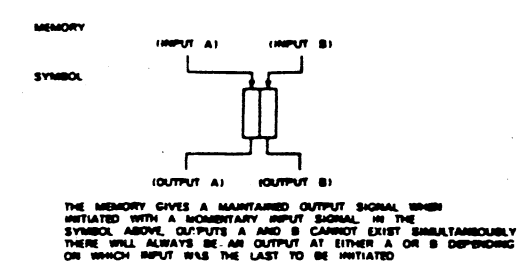 MEMORY
(INPUT A) (INPUT B)
SYMBOL
(OUTPUT A) (OUTPUT B)
THE MEMORY GIVES A MAINTAINED OUTPUT SIGNAL WHEN
INITIATED WITH A MOMENTARY INPUT SIGNAL. IN THE
SYMBOL ABOVE, OUTPUTS A AND B CANNOT EXIST SIMULTANEOUSLY
THERE WILL ALWAYS BE AN OUTPUT AT EITHER A OR B DEPENDING
ON WHICH INPUT WAS THE LAST TO BE INITIATED